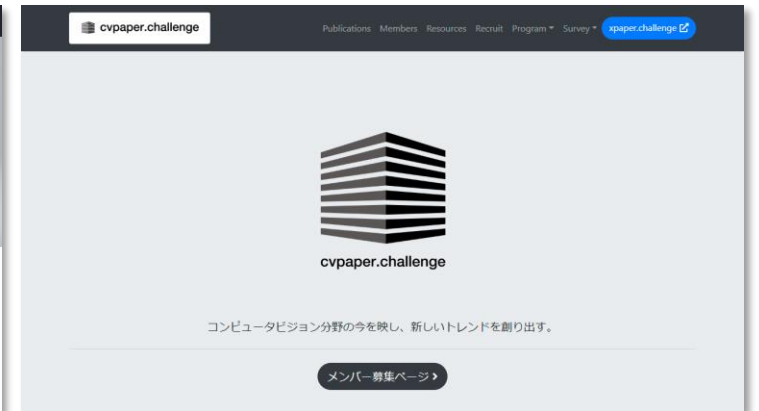 cvpaper.challenge
Publications Members Resources Recruit Program Survey xpaper.challenge
cvpaper.challenge
コンピュータビジョン分野の今を映し、新しいトレンドを創り出す。
メンバー募集ページ